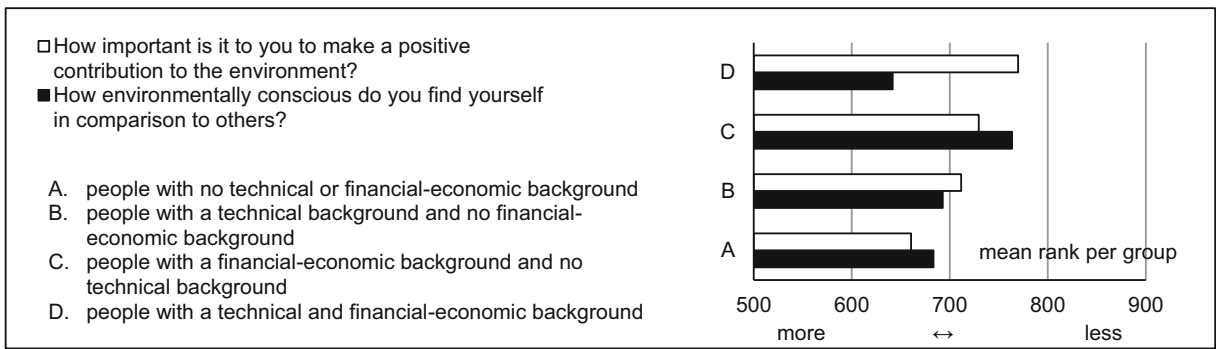 How important is it to you to make a positive
contribution to the environment?
How environmentally conscious do you find yourself
in comparison to others?
A. people with no technical or financial-economic background
B. people with a technical background and no financial-
economic background
C. people with a financial-economic background and no
technical background
D. people with a technical and financial-economic background
D
C
B
A
mean rank per group
500 600 700 800 900
more ↔ less